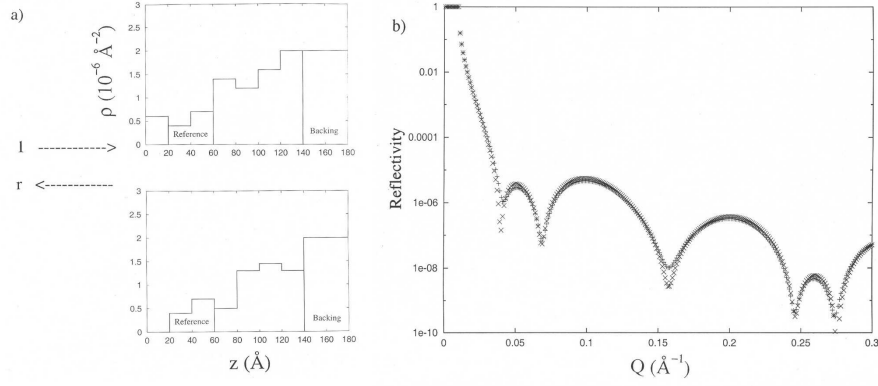 a)
ρ (10⁻⁶ Å⁻²)
3
2.5
2
1.5
1
0.5
0
Reference
Backing
0 20 40 60 80 100 120 140 160 180
1 ------------>
r <------------
3
2.5
2
1.5
1
0.5
0
Reference
Backing
0 20 40 60 80 100 120 140 160 180
z (Å)
b)
Reflectivity
1
0.01
0.0001
1e-06
1e-08
1e-10
0 0.05 0.1 0.15 0.2 0.25 0.3
Q (Å⁻¹)